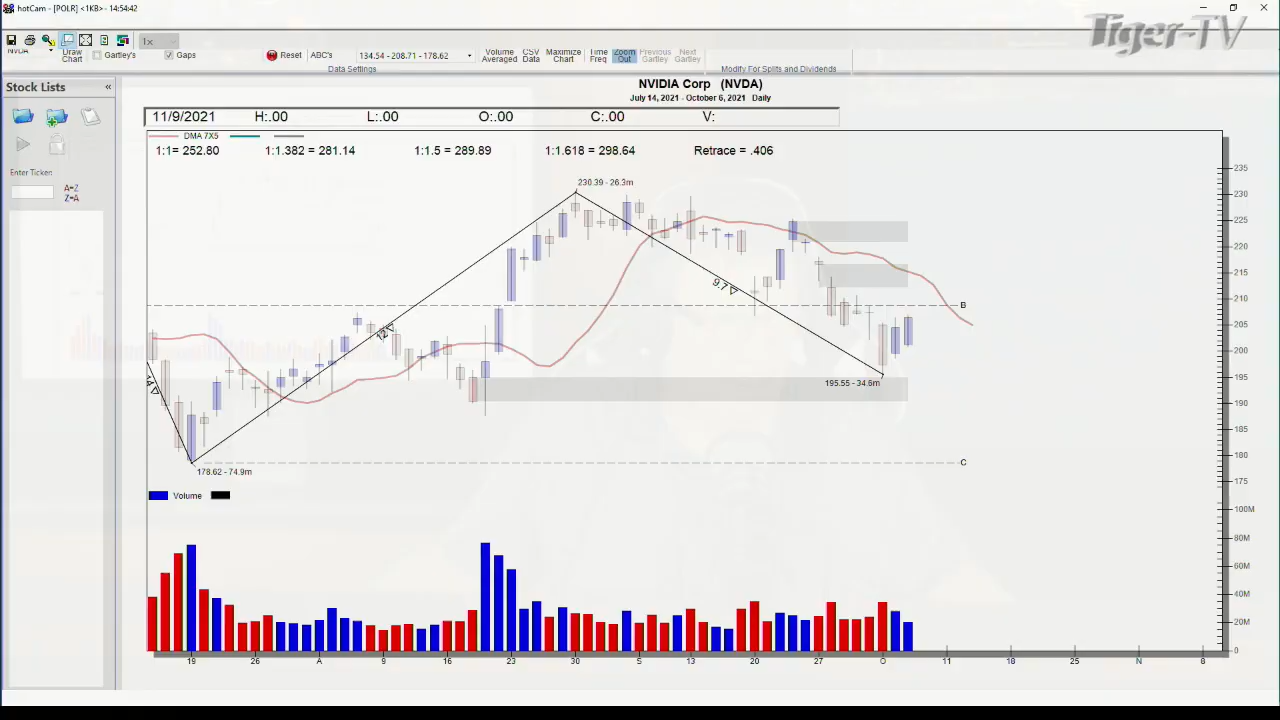 hotCam - [POLR] <1KB> - 14:54:42
Tiger-TV
1x
NVDA
Draw Chart
Gartley's
Gaps
Reset
ABC's
134.54 - 208.71 - 178.62
Volume Averaged
CSV Data
Maximize Chart
Time Freq
Zoom Out
Previous Gartley
Next Gartley
Data Settings
Modify For Splits and Dividends
Stock Lists «
Enter Ticker:
A=Z
Z=A
NVIDIA Corp (NVDA)
July 14, 2021 - October 6, 2021 Daily
11/9/2021 H:.00 L:.00 O:.00 C:.00 V:
DMA 7X5
1:1= 252.80 1:1.382 = 281.14 1:1.5 = 289.89 1:1.618 = 298.64 Retrace = .406
230.39 - 26.3m
9.7
12
14
B
195.55 - 34.6m
C
178.62 - 74.9m
235
230
225
220
215
210
205
200
195
190
185
180
175
Volume
100M
80M
60M
40M
20M
0
19 26 A 9 16 23 30 S 13 20 27 O 11 18 25 N 8